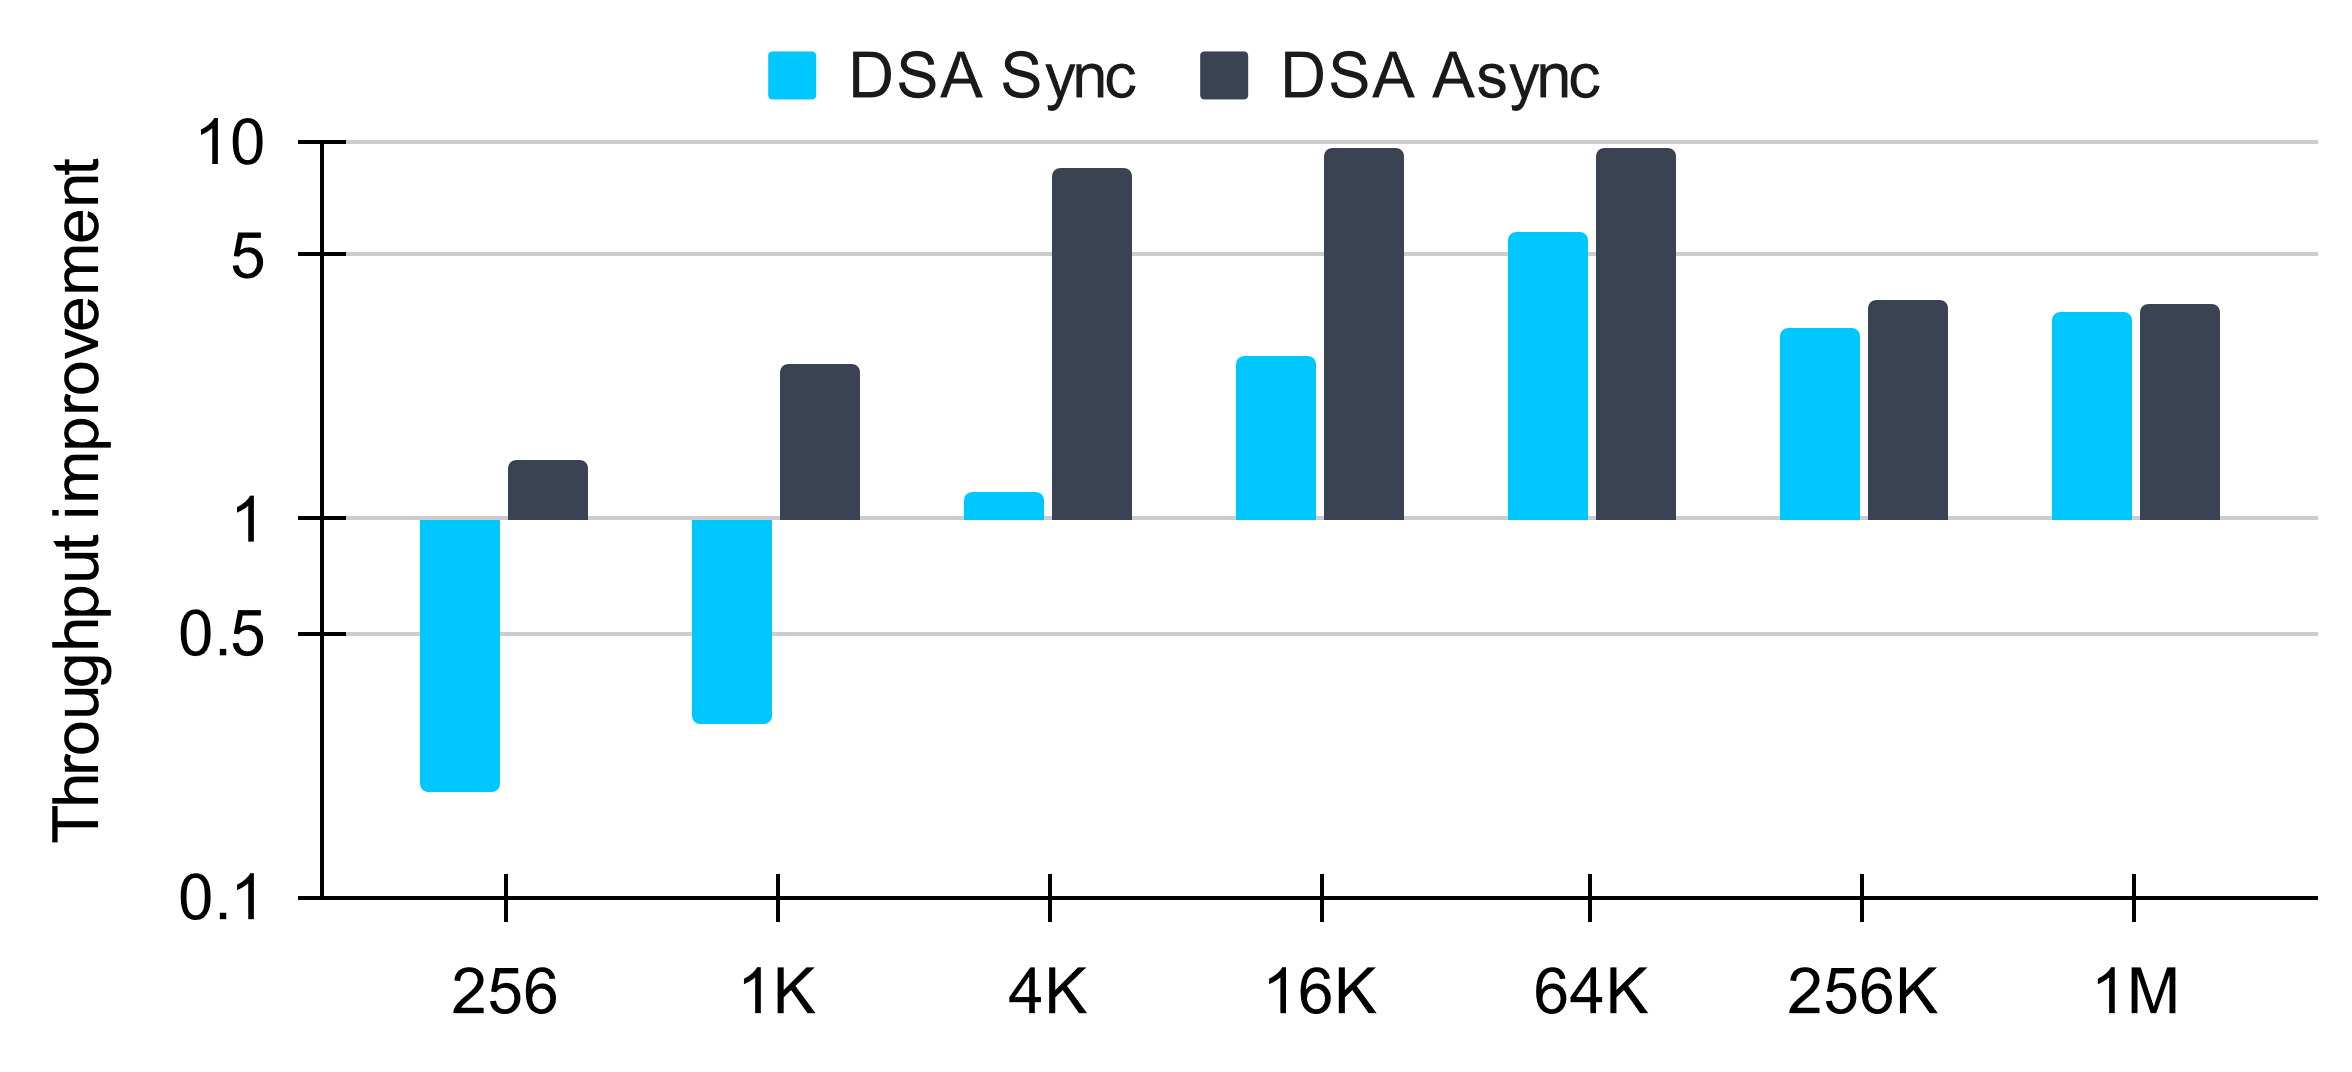 DSA Sync DSA Async
Throughput improvement
10
5
1
0.5
0.1
256 1K 4K 16K 64K 256K 1M